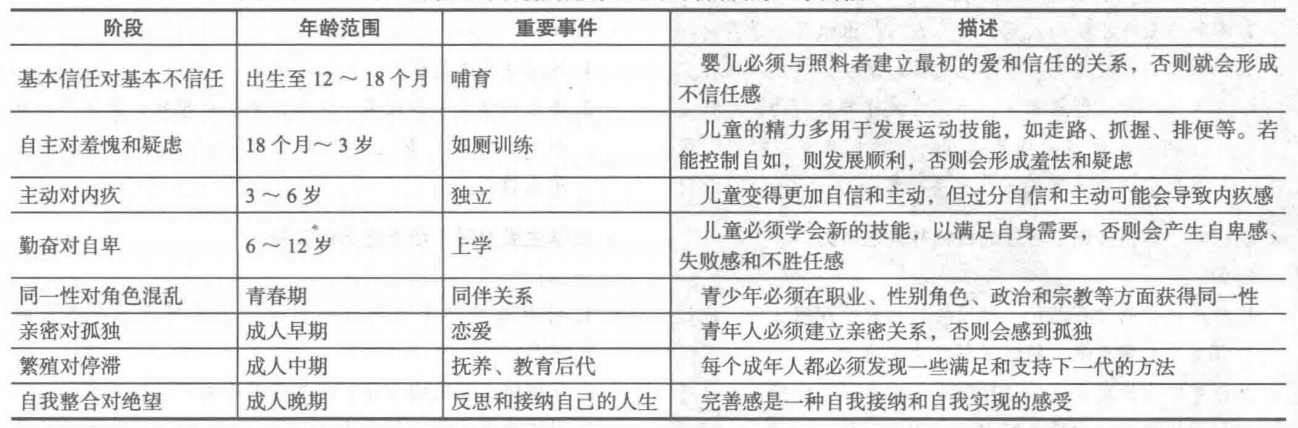 阶段 年龄范围 重要事件 描述
基本信任对基本不信任 出生至 12 ～ 18 个月 哺育 婴儿必须与照料者建立最初的爱和信任的关系，否则就会形成
不信任感
自主对羞愧和疑虑 18 个月～ 3 岁 如厕训练 儿童的精力多用于发展运动技能，如走路、抓握、排便等。若
能控制自如，则发展顺利，否则会形成羞怯和疑虑
主动对内疚 3 ～ 6 岁 独立 儿童变得更加自信和主动，但过分自信和主动可能会导致内疚感
勤奋对自卑 6 ～ 12 岁 上学 儿童必须学会新的技能，以满足自身需要，否则会产生自卑感、
失败感和不胜任感
同一性对角色混乱 青春期 同伴关系 青少年必须在职业、性别角色、政治和宗教等方面获得同一性
亲密对孤独 成人早期 恋爱 青年人必须建立亲密关系，否则会感到孤独
繁殖对停滞 成人中期 抚养、教育后代 每个成年人都必须发现一些满足和支持下一代的方法
自我整合对绝望 成人晚期 反思和接纳自己的人生 完善感是一种自我接纳和自我实现的感受